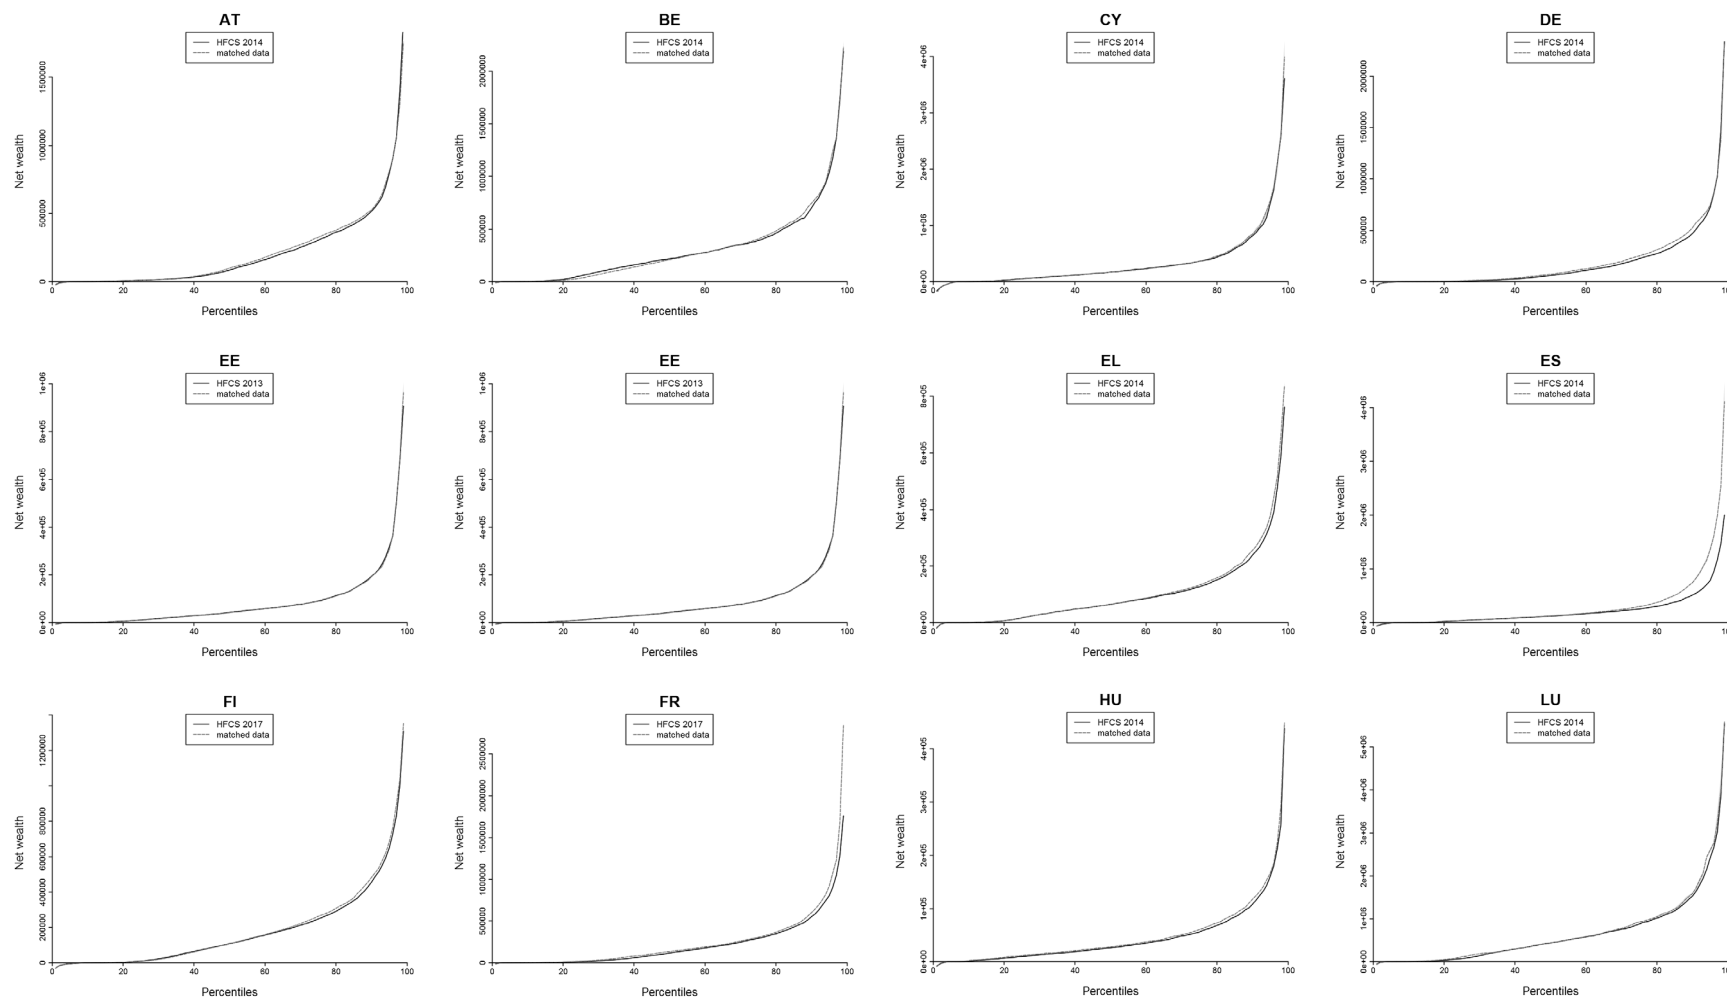 AT
HFCS 2014
matched data
Net wealth
0
500000
1000000
1500000
0 20 40 60 80 100
Percentiles
BE
HFCS 2014
matched data
Net wealth
0
500000
1000000
1500000
2000000
0 20 40 60 80 100
Percentiles
CY
HFCS 2014
matched data
Net wealth
0e+00
1e+06
2e+06
3e+06
4e+06
0 20 40 60 80 100
Percentiles
DE
HFCS 2014
matched data
Net wealth
0
500000
1000000
1500000
2000000
0 20 40 60 80 10
Percentiles
EE
HFCS 2013
matched data
Net wealth
0e+00
2e+05
4e+05
6e+05
8e+05
1e+06
0 20 40 60 80 100
Percentiles
EE
HFCS 2013
matched data
Net wealth
0e+00
2e+05
4e+05
6e+05
8e+05
1e+06
0 20 40 60 80 100
Percentiles
EL
HFCS 2014
matched data
Net wealth
0e+00
2e+05
4e+05
6e+05
8e+05
0 20 40 60 80 100
Percentiles
ES
HFCS 2014
matched data
Net wealth
0e+00
1e+06
2e+06
3e+06
4e+06
0 20 40 60 80 10
Percentiles
FI
HFCS 2017
matched data
Net wealth
0
200000
400000
600000
800000
1200000
0 20 40 60 80 100
Percentiles
FR
HFCS 2017
matched data
Net wealth
0
500000
1000000
1500000
2000000
2500000
0 20 40 60 80 100
Percentiles
HU
HFCS 2014
matched data
Net wealth
0e+00
1e+05
2e+05
3e+05
4e+05
0 20 40 60 80 100
Percentiles
LU
HFCS 2014
matched data
Net wealth
0e+00
1e+06
2e+06
3e+06
4e+06
5e+06
0 20 40 60 80 10
Percentiles